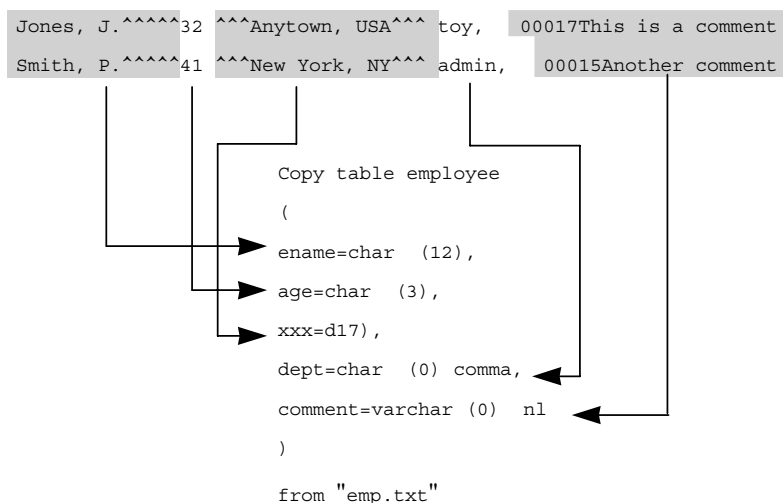 Jones, J.^^^^^32 ^^^Anytown, USA^^^ toy, 00017This is a comment
Smith, P.^^^^^41 ^^^New York, NY^^^ admin, 00015Another comment
Copy table employee
(
ename=char (12),
age=char (3),
xxx=d17),
dept=char (0) comma,
comment=varchar (0) nl
)
from "emp.txt"